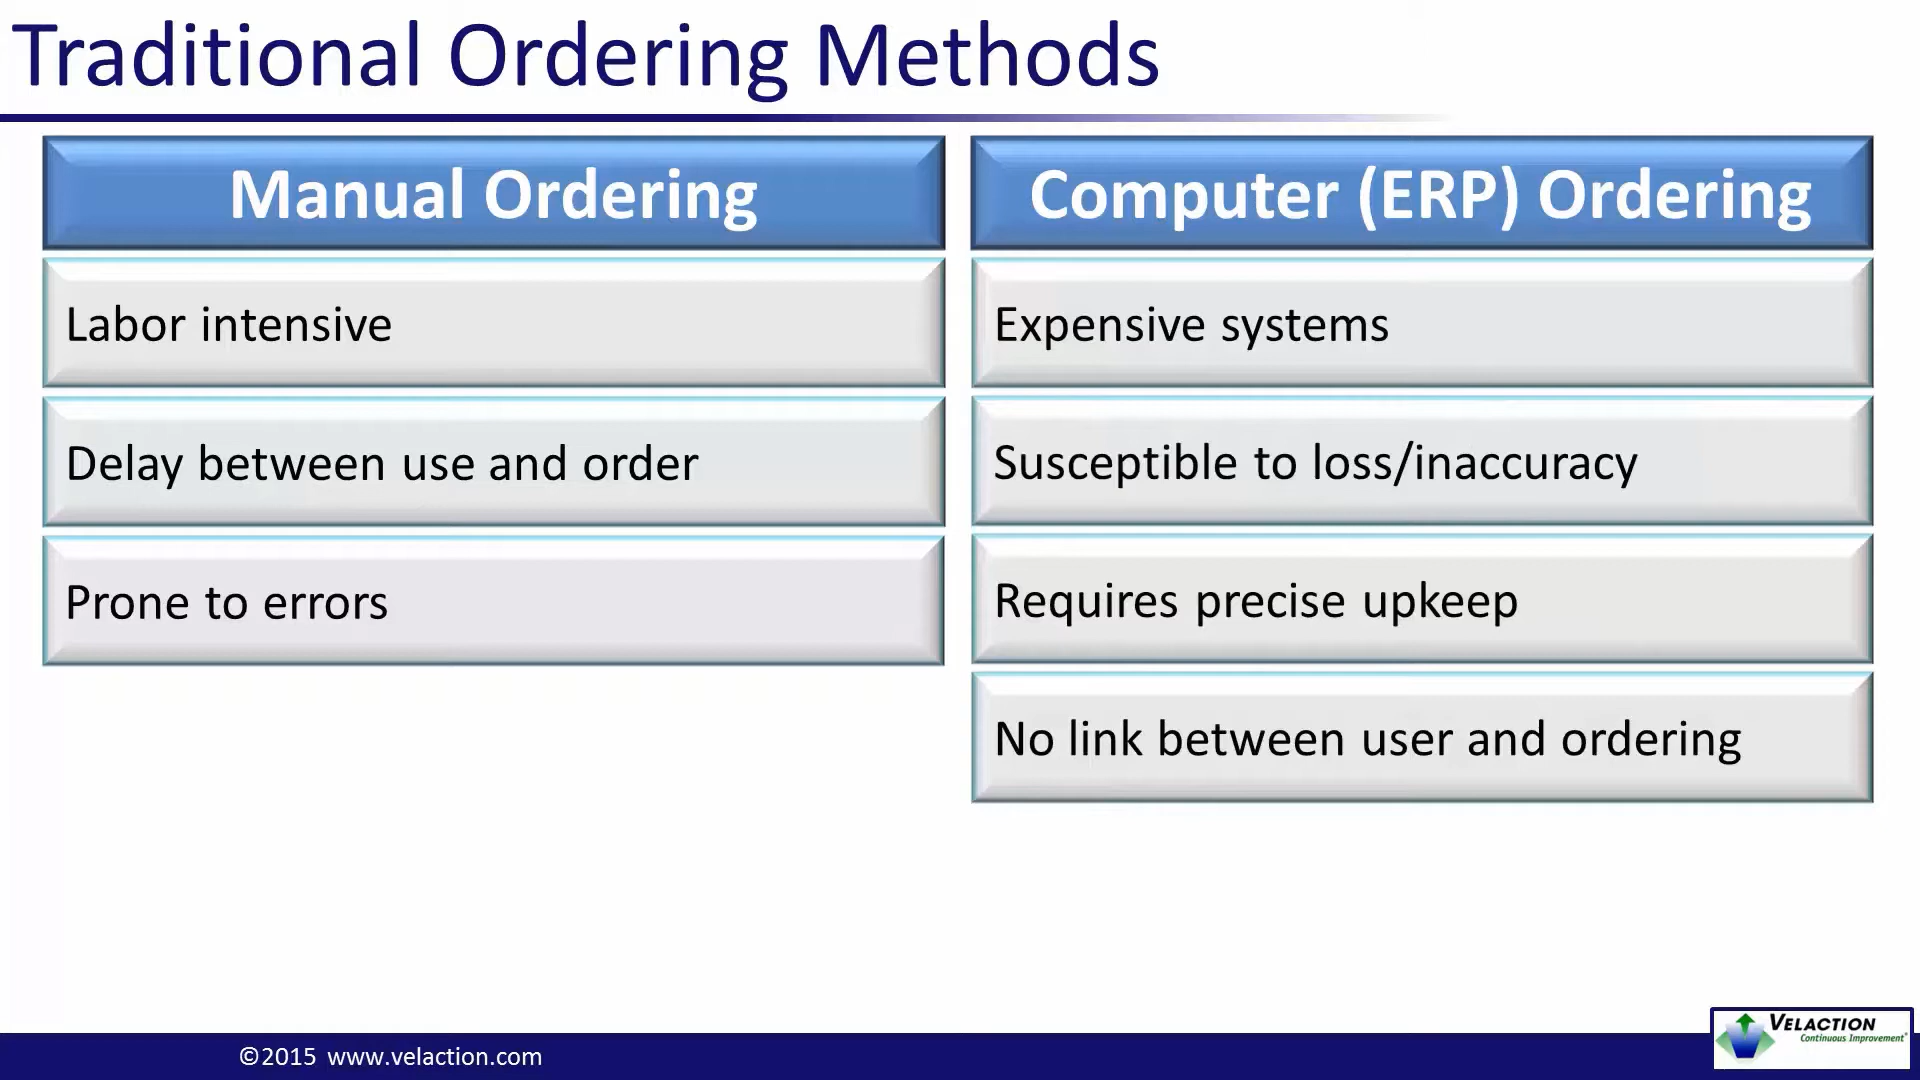 Traditional Ordering Methods
Manual Ordering
Labor intensive
Delay between use and order
Prone to errors
Computer (ERP) Ordering
Expensive systems
Susceptible to loss/inaccuracy
Requires precise upkeep
No link between user and ordering
©2015 www.velaction.com
VELACTION
Continuous Improvement®